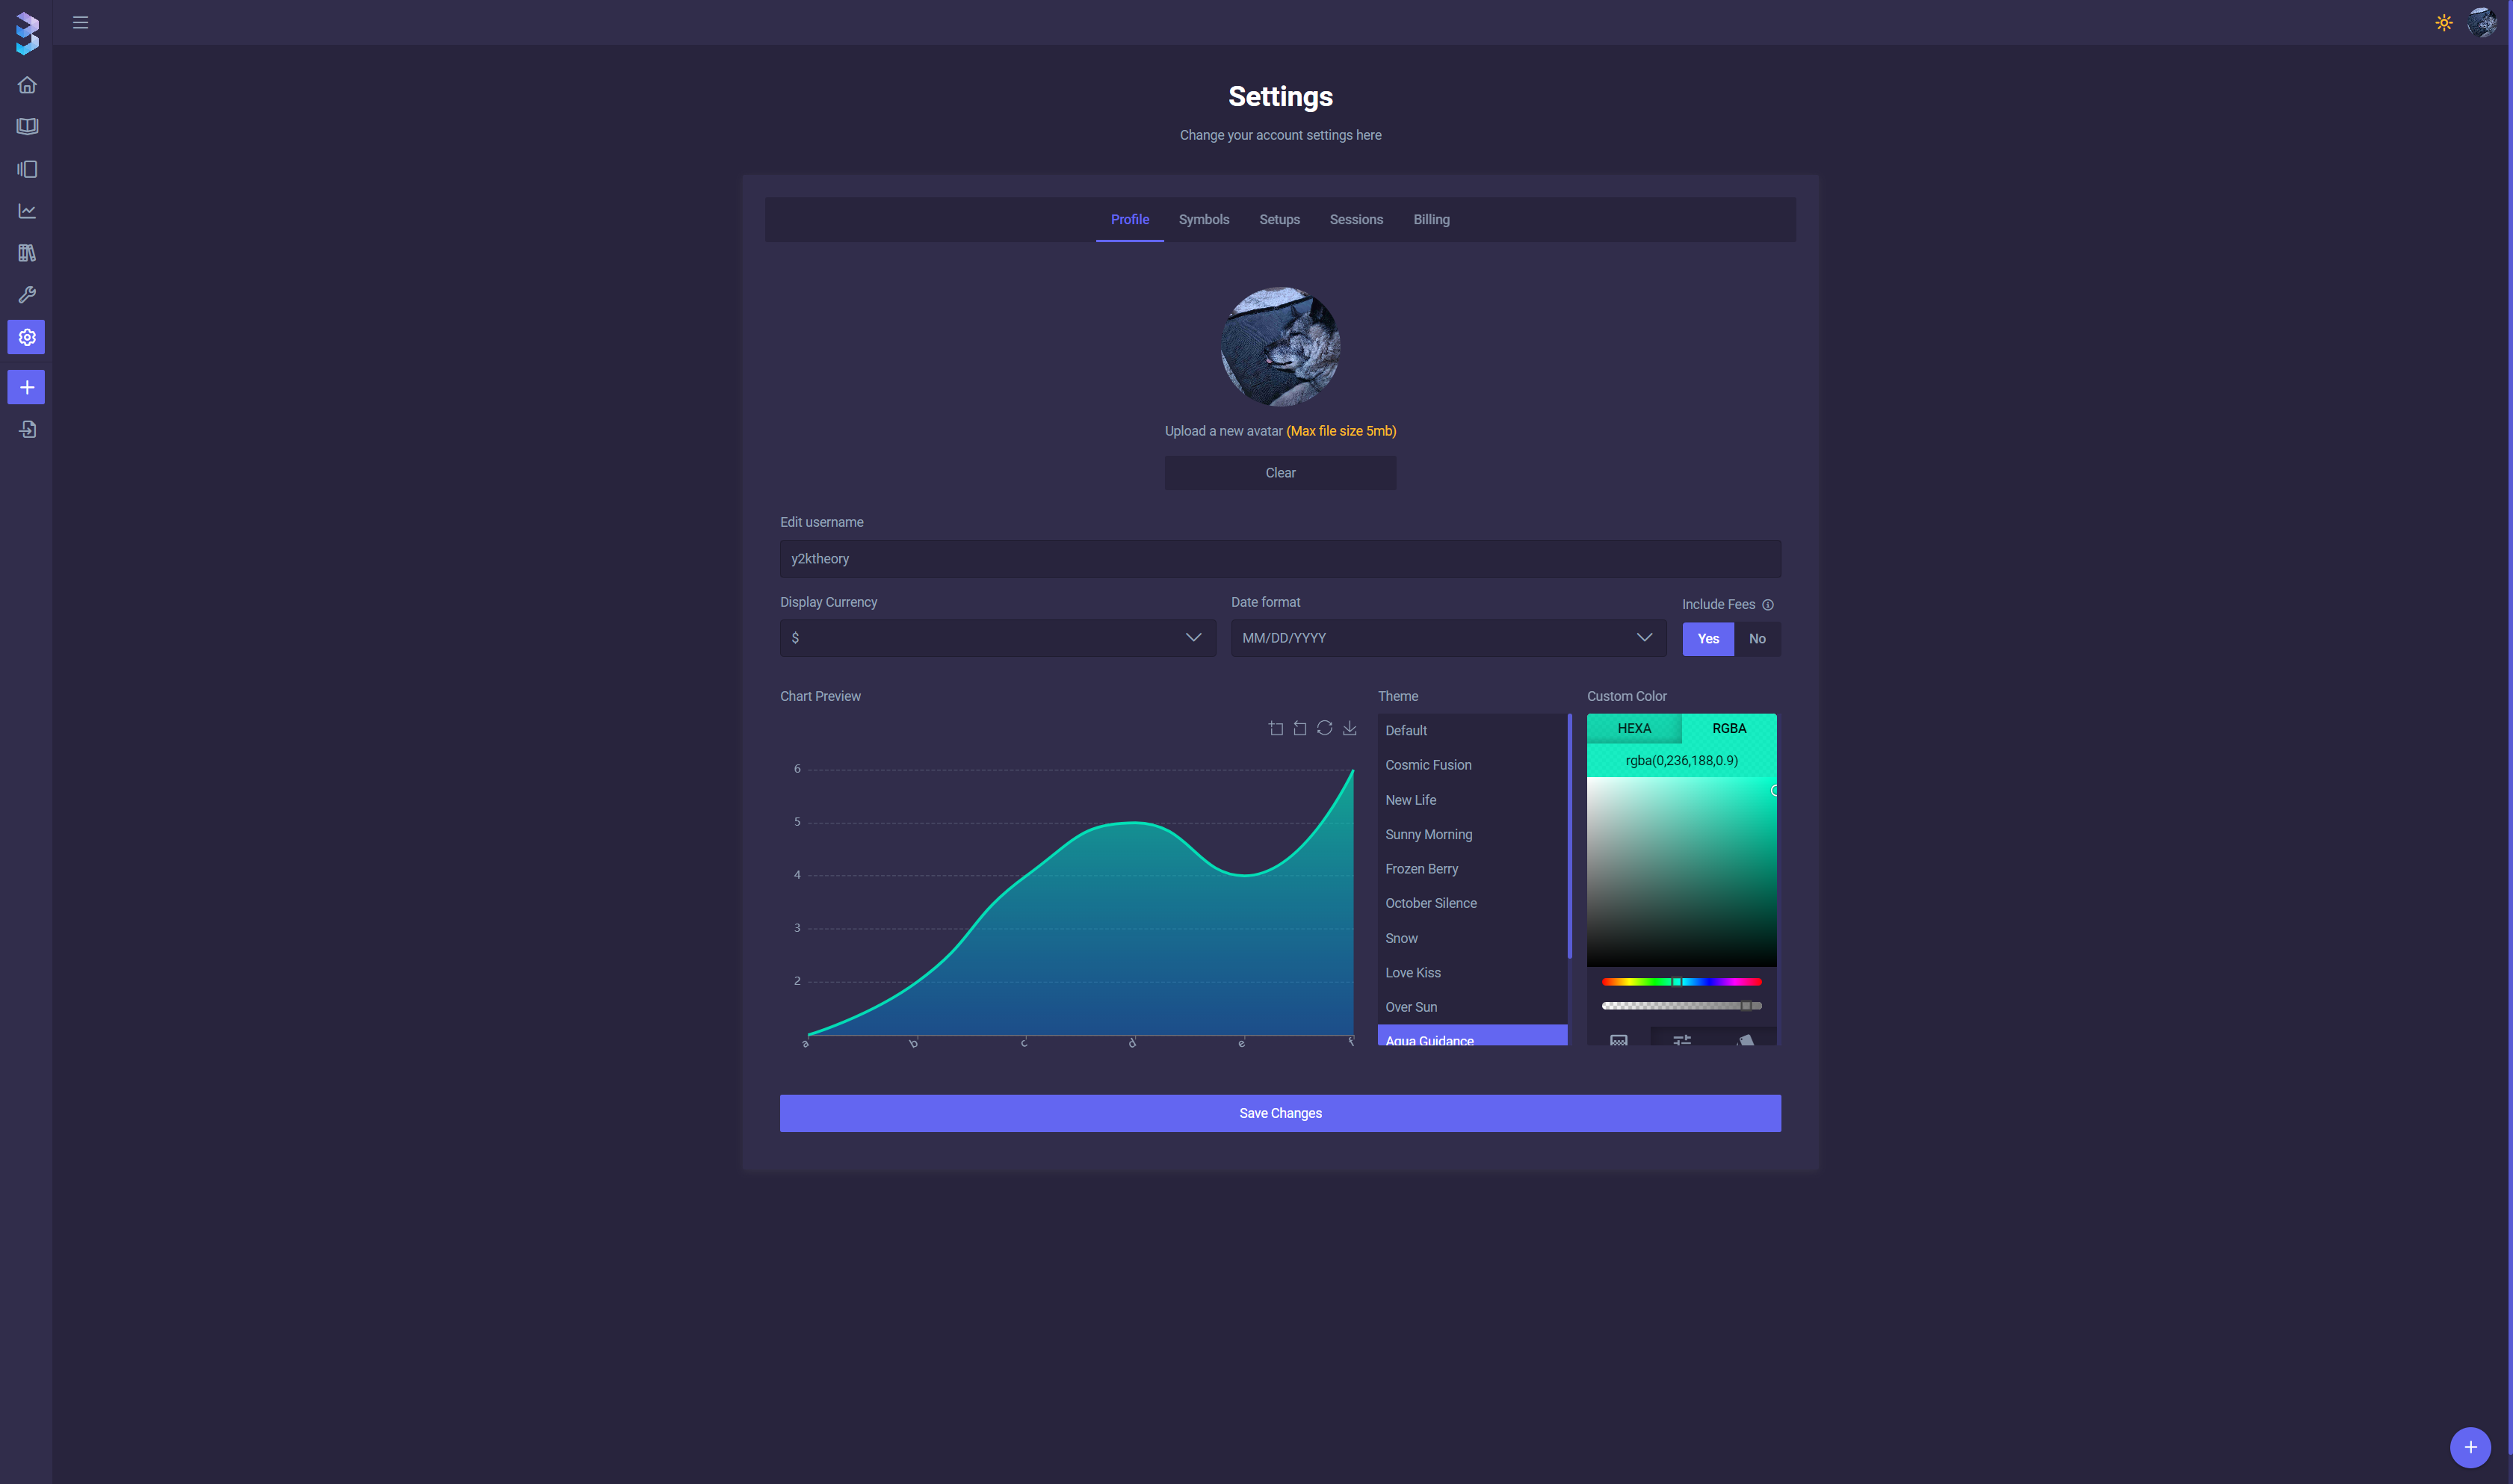 Settings
Change your account settings here
Profile Symbols Setups Sessions Billing
Upload a new avatar (Max file size 5mb)
Clear
Edit username
y2ktheory
Display Currency Date format Include Fees
$ MM/DD/YYYY Yes No
Chart Preview
6
5
4
3
2
a b c d e f
Theme
Default
Cosmic Fusion
New Life
Sunny Morning
Frozen Berry
October Silence
Snow
Love Kiss
Over Sun
Aqua Guidance
Custom Color
HEXA RGBA
rgba(0,236,188,0.9)
Save Changes